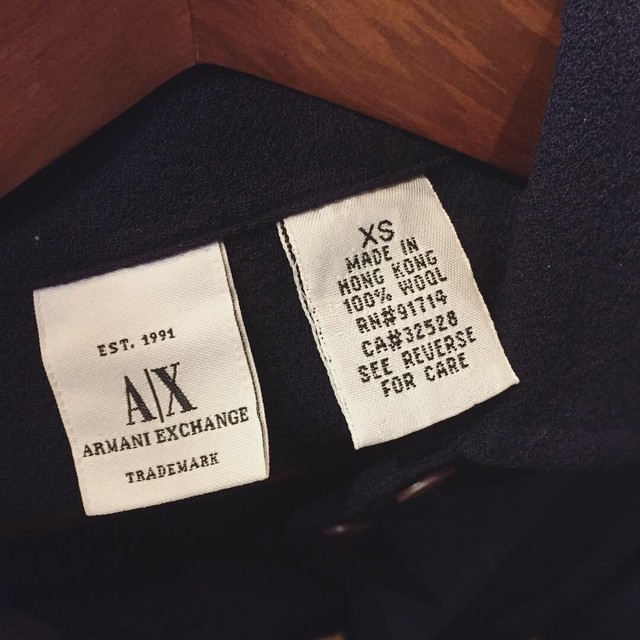 EST. 1991
A|X
ARMANI EXCHANGE
TRADEMARK
XS
MADE IN
HONG KONG
100% WOOL
RN#91719
CA#32528
SEE REVERSE
FOR CARE